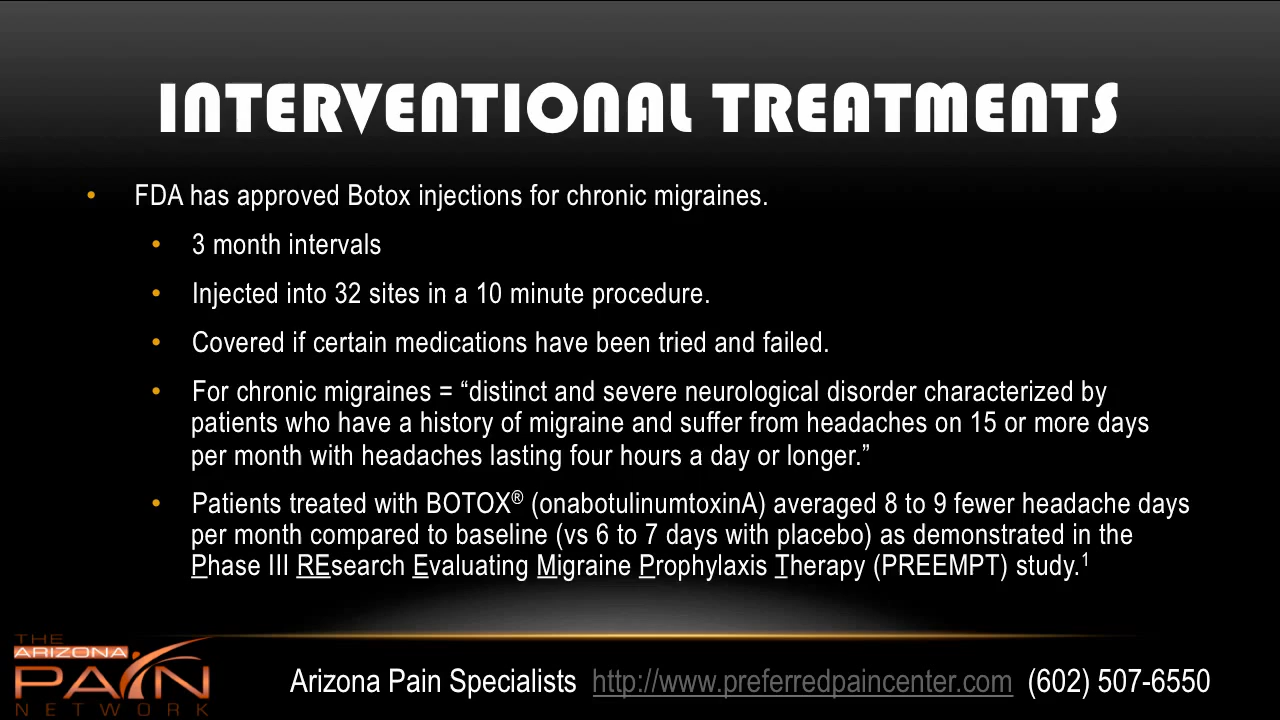 INTERVENTIONAL TREATMENTS
• FDA has approved Botox injections for chronic migraines.
• 3 month intervals
• Injected into 32 sites in a 10 minute procedure.
• Covered if certain medications have been tried and failed.
• For chronic migraines = “distinct and severe neurological disorder characterized by
patients who have a history of migraine and suffer from headaches on 15 or more days
per month with headaches lasting four hours a day or longer.”
• Patients treated with BOTOX® (onabotulinumtoxinA) averaged 8 to 9 fewer headache days
per month compared to baseline (vs 6 to 7 days with placebo) as demonstrated in the
Phase III REsearch Evaluating Migraine Prophylaxis Therapy (PREEMPT) study.¹
THE
ARIZONA
PAIN
NETWORK
Arizona Pain Specialists http://www.preferredpaincenter.com (602) 507-6550